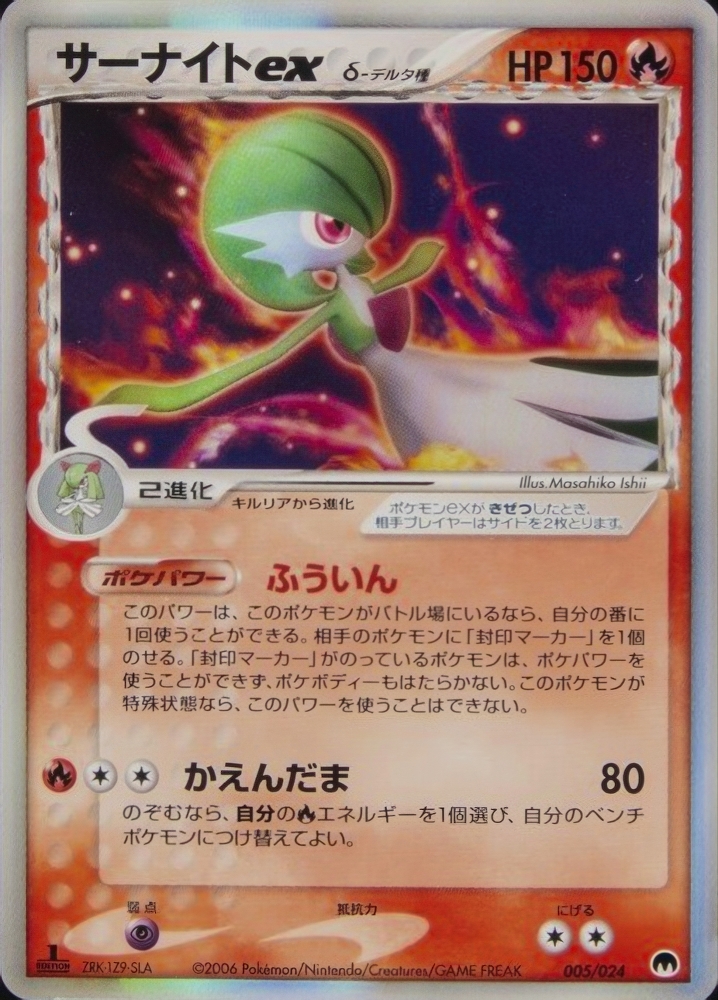 サーナイトex δ-デルタ種 HP 150
Illus. Masahiko Ishii
2進化 キルリアから進化
ポケモンexが きぜつしたとき、
相手プレイヤーはサイドを2枚とります。
ポケパワー ふういん
このパワーは、このポケモンがバトル場にいるなら、自分の番に
1回使うことができる。相手のポケモンに「封印マーカー」を1個
のせる。「封印マーカー」がのっているポケモンは、ポケパワーを
使うことができず、ポケボディーもはたらかない。このポケモンが
特殊状態なら、このパワーを使うことはできない。
かえんだま 80
のぞむなら、自分のエネルギーを1個選び、自分のベンチ
ポケモンにつけ替えてよい。
弱点 抵抗力 にげる
1
EDITION ZRK-1Z9-SLA ©2006 Pokémon/Nintendo/Creatures/GAME FREAK 005/024